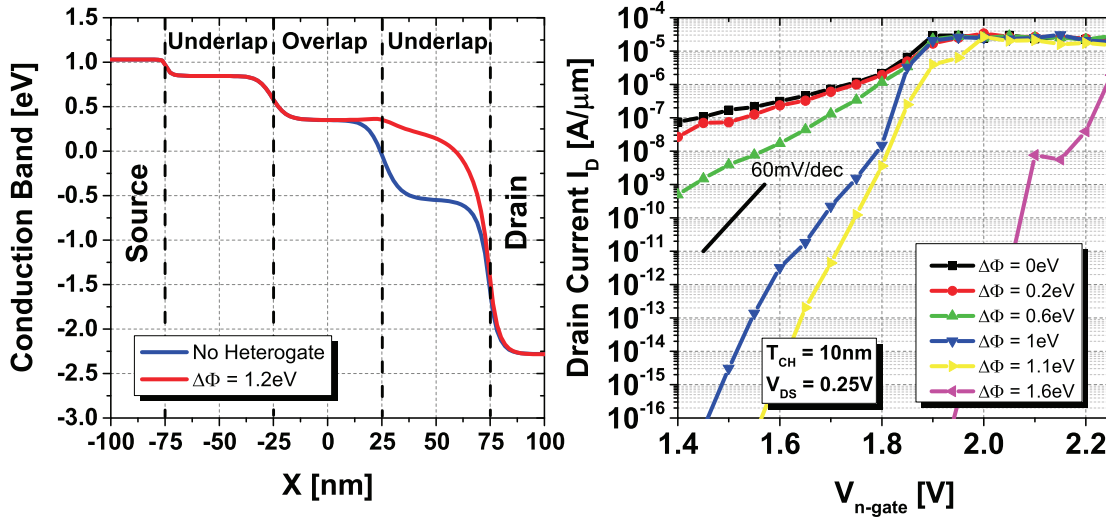 Underlap Overlap Underlap
1.5
1.0
0.5
0.0
-0.5
-1.0
-1.5
-2.0
-2.5
-3.0
Conduction Band [eV]
Source
Drain
No Heterogate
ΔΦ = 1.2eV
-100 -75 -50 -25 0 25 50 75 100
X [nm]
10^-4
10^-5
10^-6
10^-7
10^-8
10^-9
10^-10
10^-11
10^-12
10^-13
10^-14
10^-15
10^-16
Drain Current I_D [A/μm]
60mV/dec
T_CH = 10nm
V_DS = 0.25V
ΔΦ = 0eV
ΔΦ = 0.2eV
ΔΦ = 0.6eV
ΔΦ = 1eV
ΔΦ = 1.1eV
ΔΦ = 1.6eV
1.4 1.6 1.8 2.0 2.2
V_n-gate [V]